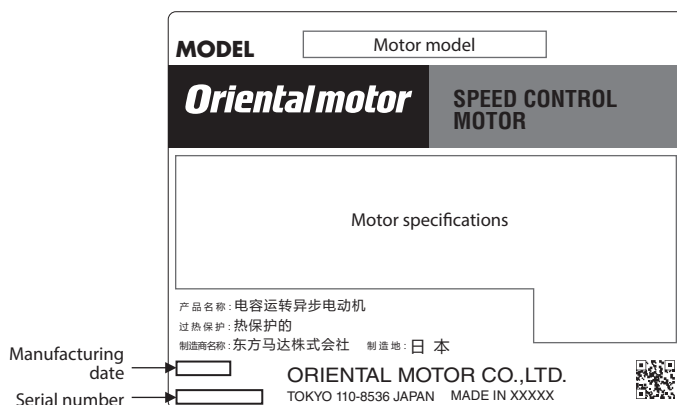 MODEL Motor model
Orientalmotor SPEED CONTROL
MOTOR
Motor specifications
产品名称:电容运转异步电动机
过热保护:热保护的
制造商名称:东方马达株式会社 制造地:日本
Manufacturing
date
ORIENTAL MOTOR CO.,LTD.
Serial number TOKYO 110-8536 JAPAN MADE IN XXXXX